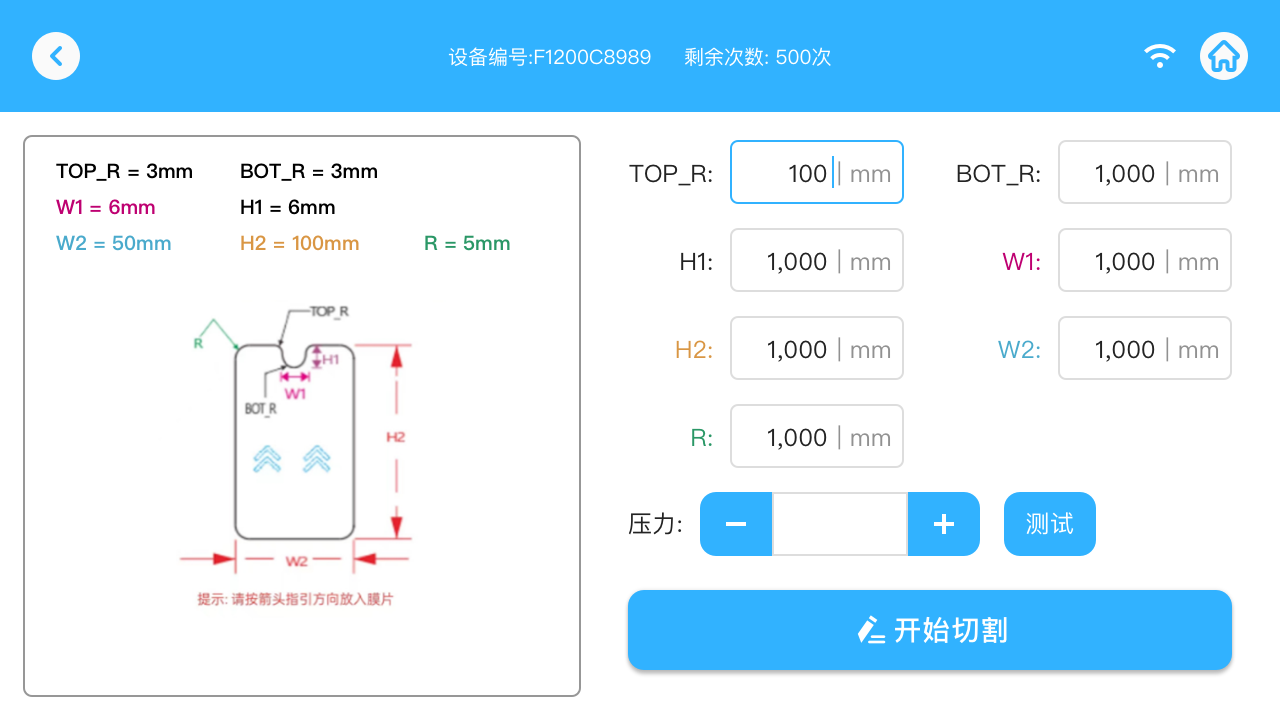 设备编号:F1200C8989 剩余次数: 500次
TOP_R = 3mm BOT_R = 3mm
W1 = 6mm H1 = 6mm
W2 = 50mm H2 = 100mm R = 5mm
TOP_R
R
H1
W1
BOT_R
H2
W2
提示: 请按箭头指引方向放入膜片
TOP_R: 100 | mm BOT_R: 1,000 | mm
H1: 1,000 | mm W1: 1,000 | mm
H2: 1,000 | mm W2: 1,000 | mm
R: 1,000 | mm
压力: − + 测试
开始切割